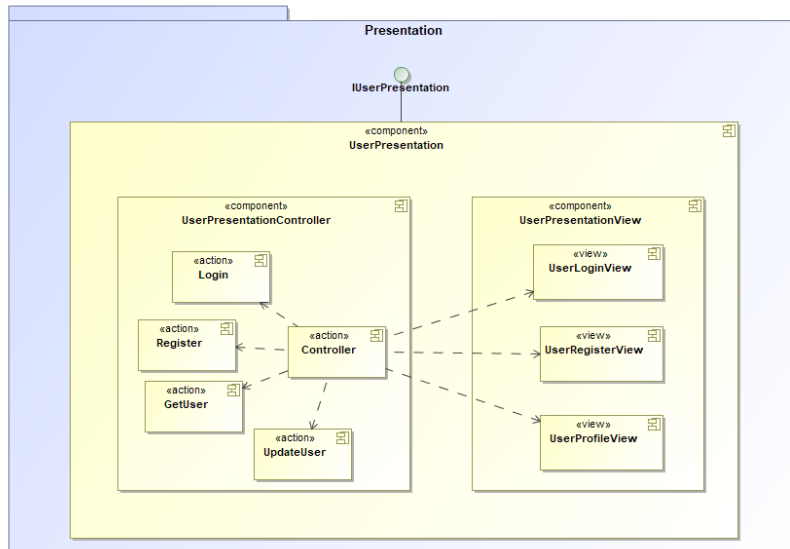 Presentation
IUserPresentation
«component»
UserPresentation
«component»
UserPresentationController
«action»
Login
«action»
Register
«action»
Controller
«action»
GetUser
«action»
UpdateUser
«component»
UserPresentationView
«view»
UserLoginView
«view»
UserRegisterView
«view»
UserProfileView